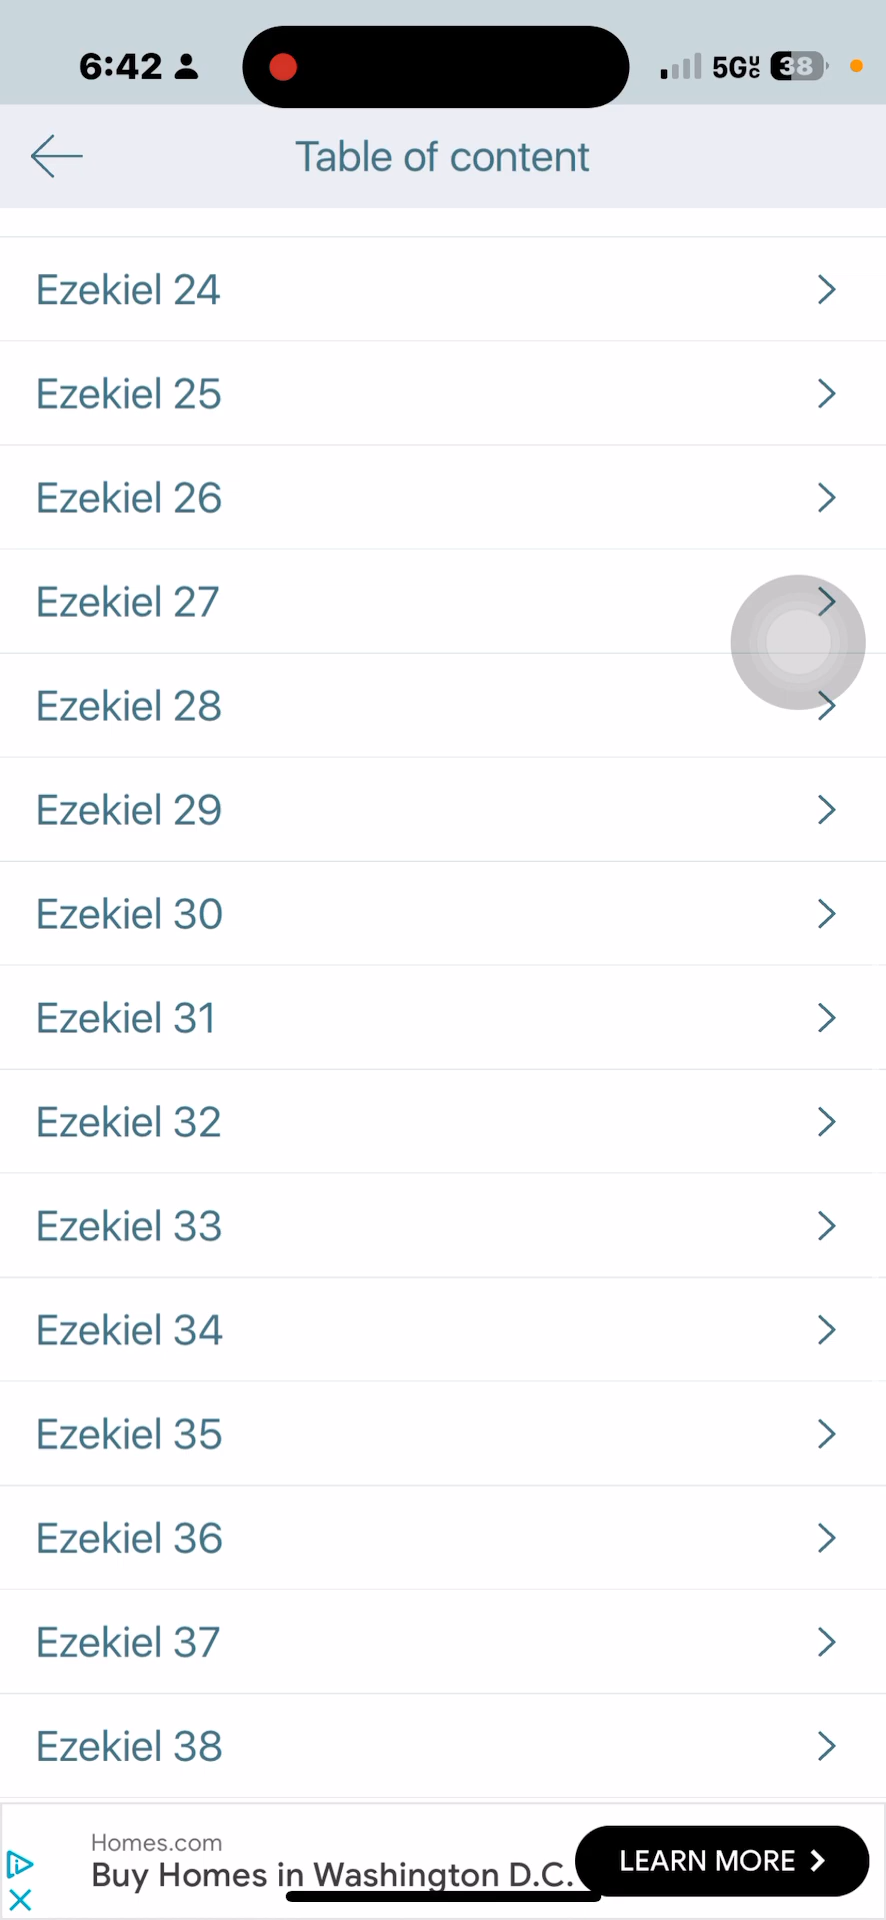 6:42
5G UC 38
Table of content
Ezekiel 24
Ezekiel 25
Ezekiel 26
Ezekiel 27
Ezekiel 28
Ezekiel 29
Ezekiel 30
Ezekiel 31
Ezekiel 32
Ezekiel 33
Ezekiel 34
Ezekiel 35
Ezekiel 36
Ezekiel 37
Ezekiel 38
Homes.com
Buy Homes in Washington D.C.
LEARN MORE